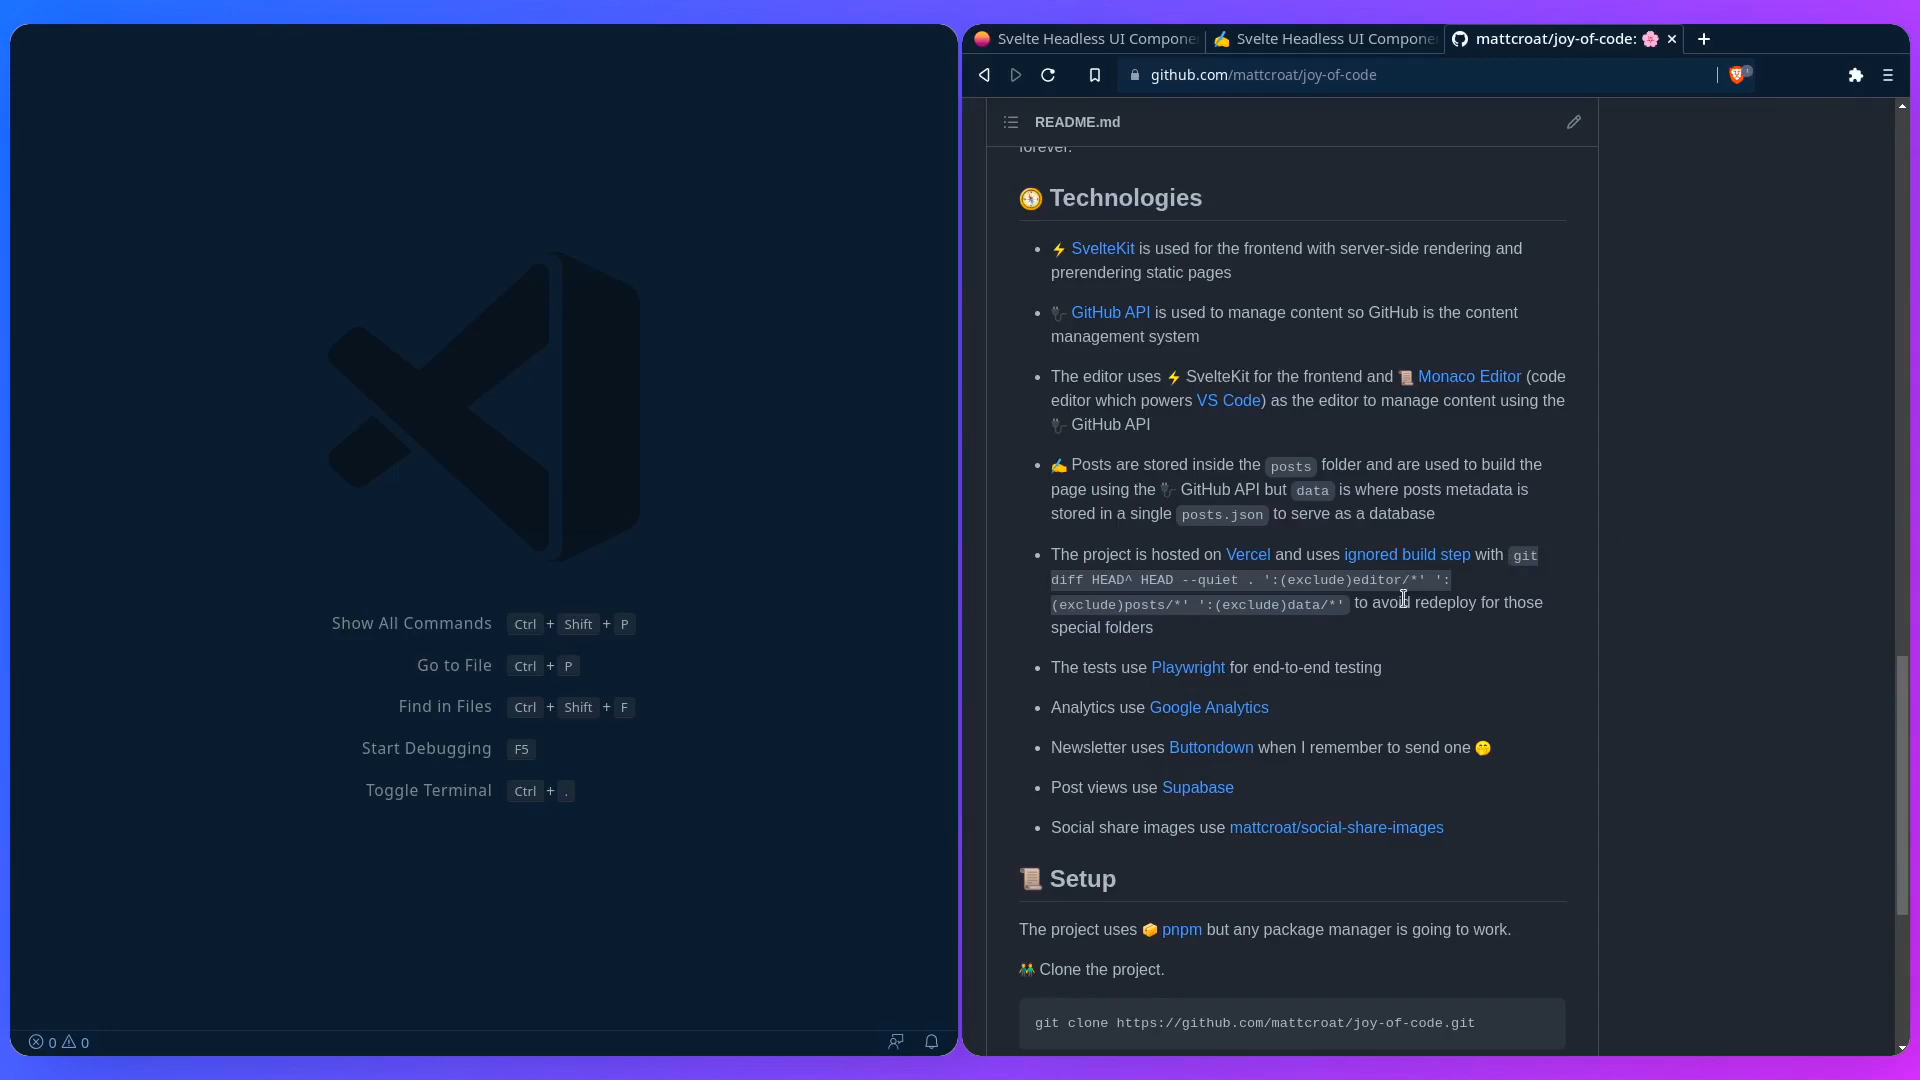 Show All Commands Ctrl + Shift + P
Go to File Ctrl + P
Find in Files Ctrl + Shift + F
Start Debugging F5
Toggle Terminal Ctrl + .
0 0
Svelte Headless UI Compone
Svelte Headless UI Compone
mattcroat/joy-of-code: 🌸
github.com/mattcroat/joy-of-code
README.md
forever.
🧭 Technologies
• ⚡ SvelteKit is used for the frontend with server-side rendering and
prerendering static pages
• 🔌 GitHub API is used to manage content so GitHub is the content
management system
• The editor uses ⚡ SvelteKit for the frontend and 📜 Monaco Editor (code
editor which powers VS Code) as the editor to manage content using the
🔌 GitHub API
• ✍️ Posts are stored inside the posts folder and are used to build the
page using the 🔌 GitHub API but data is where posts metadata is
stored in a single posts.json to serve as a database
• The project is hosted on Vercel and uses ignored build step with git
diff HEAD^ HEAD --quiet . ':(exclude)editor/*' ':
(exclude)posts/*' ':(exclude)data/*' to avoid redeploy for those
special folders
• The tests use Playwright for end-to-end testing
• Analytics use Google Analytics
• Newsletter uses Buttondown when I remember to send one 🤭
• Post views use Supabase
• Social share images use mattcroat/social-share-images
📜 Setup
The project uses 📦 pnpm but any package manager is going to work.
👬 Clone the project.
git clone https://github.com/mattcroat/joy-of-code.git